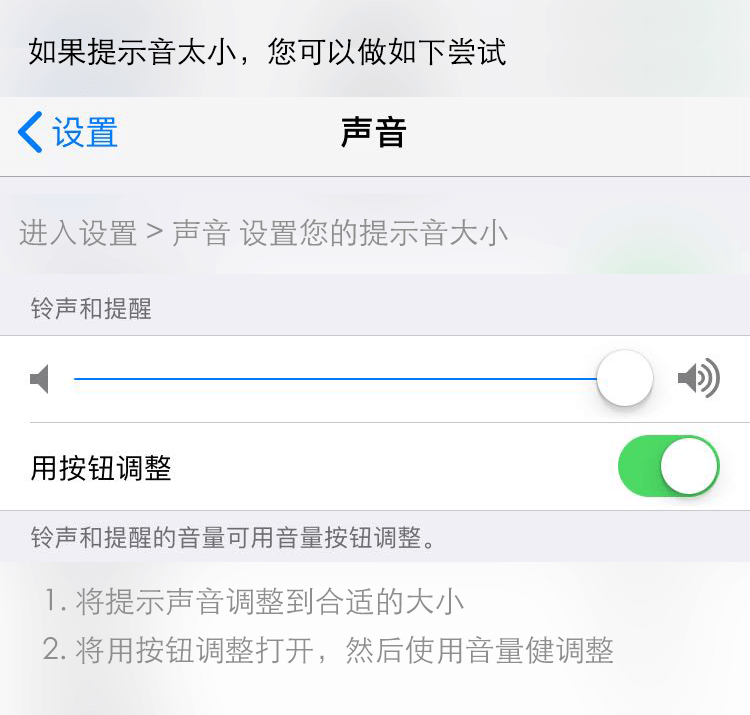 如果提示音太小，您可以做如下尝试
设置
声音
进入设置 > 声音 设置您的提示音大小
铃声和提醒
用按钮调整
铃声和提醒的音量可用音量按钮调整。
1. 将提示声音调整到合适的大小
2. 将用按钮调整打开，然后使用音量健调整